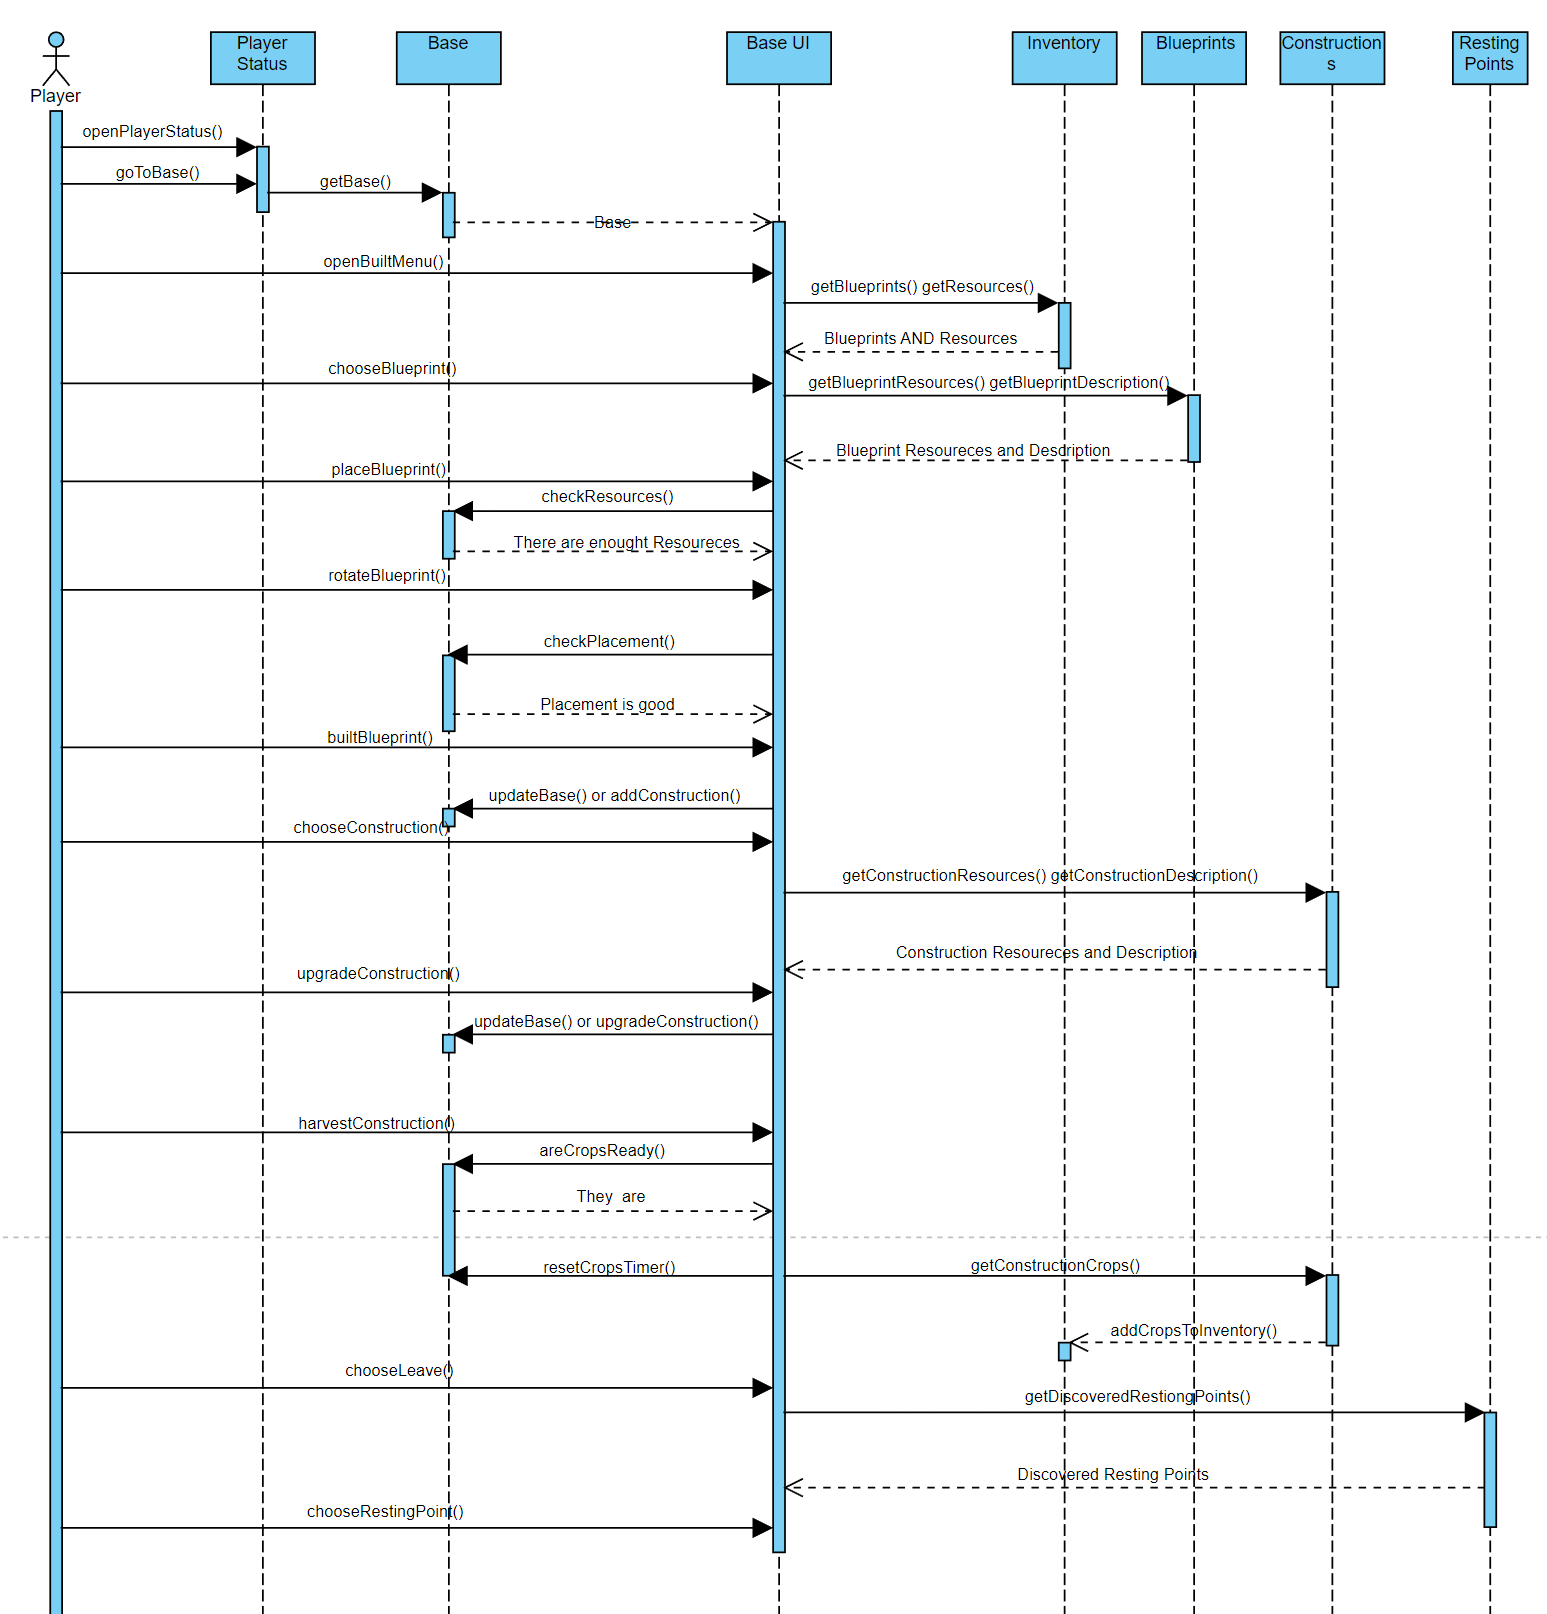 Player
Status
Base
Base UI
Inventory
Blueprints
Construction
s
Resting
Points
Player
openPlayerStatus()
goToBase()
getBase()
Base
openBuiltMenu()
getBlueprints() getResources()
Blueprints AND Resources
chooseBlueprint()
getBlueprintResources() getBlueprintDescription()
Blueprint Resoureces and Description
placeBlueprint()
checkResources()
There are enought Resoureces
rotateBlueprint()
checkPlacement()
Placement is good
builtBlueprint()
updateBase() or addConstruction()
chooseConstruction()
getConstructionResources() getConstructionDescription()
Construction Resoureces and Description
upgradeConstruction()
updateBase() or upgradeConstruction()
harvestConstruction()
areCropsReady()
They  are
resetCropsTimer()
getConstructionCrops()
addCropsToInventory()
chooseLeave()
getDiscoveredRestiongPoints()
Discovered Resting Points
chooseRestingPoint()